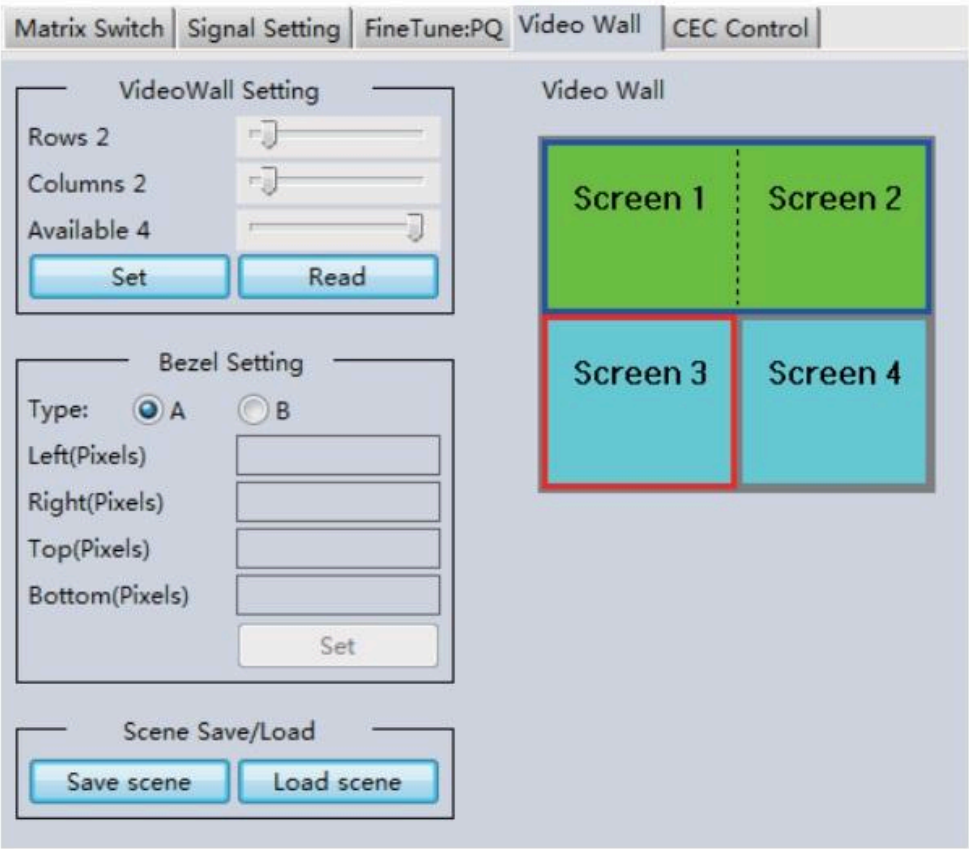 Matrix Switch Signal Setting FineTune:PQ Video Wall CEC Control
VideoWall Setting
Rows 2
Columns 2
Available 4
Set Read
Bezel Setting
Type: A B
Left(Pixels)
Right(Pixels)
Top(Pixels)
Bottom(Pixels)
Set
Scene Save/Load
Save scene Load scene
Video Wall
Screen 1 Screen 2
Screen 3 Screen 4